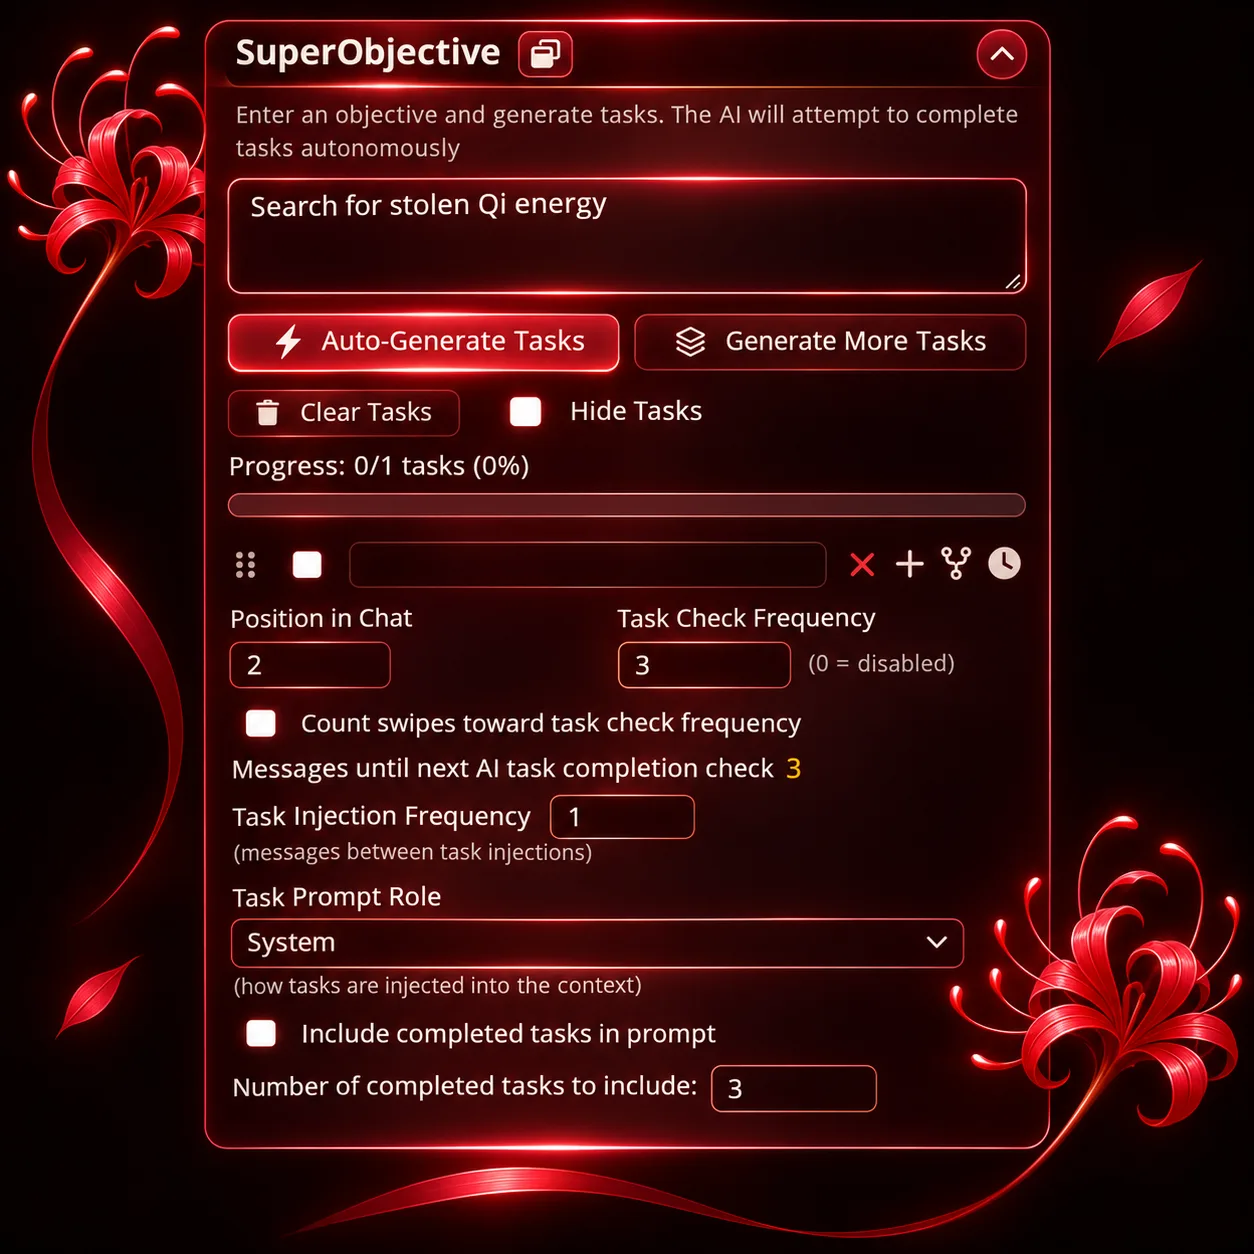 SuperObjective
Enter an objective and generate tasks. The AI will attempt to complete
tasks autonomously
Search for stolen Qi energy
Auto-Generate Tasks
Generate More Tasks
Clear Tasks
Hide Tasks
Progress: 0/1 tasks (0%)
Position in Chat
Task Check Frequency
2
3
(0 = disabled)
Count swipes toward task check frequency
Messages until next AI task completion check 3
Task Injection Frequency
1
(messages between task injections)
Task Prompt Role
System
(how tasks are injected into the context)
Include completed tasks in prompt
Number of completed tasks to include:
3